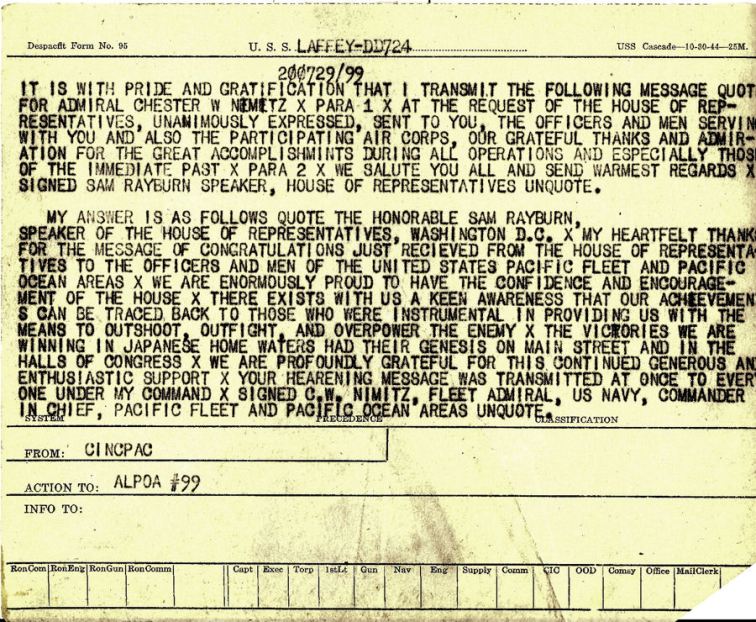 Despacflt Form No. 95 U. S. S. LAFFEY-DD724 USS Cascade—10-30-44—25M.
200729/99
IT IS WITH PRIDE AND GRATIFICATION THAT I TRANSMIT THE FOLLOWING MESSAGE QUOT
FOR ADMIRAL CHESTER W NIMITZ X PARA 1 X AT THE REQUEST OF THE HOUSE OF REP-
RESENTATIVES, UNAMIMOUSLY EXPRESSED, SENT TO YOU, THE OFFICERS AND MEN SERVIN
WITH YOU AND ALSO THE PARTICIPATING AIR CORPS, OUR GRATEFUL THANKS AND ADMIR-
ATION FOR THE GREAT ACCOMPLISHMINTS DURING ALL OPERATIONS AND ESPECIALLY THOS
OF THE IMMEDIATE PAST X PARA 2 X WE SALUTE YOU ALL AND SEND WARMEST REGARDS X
SIGNED SAM RAYBURN SPEAKER, HOUSE OF REPRESENTATIVES UNQUOTE.
MY ANSWER IS AS FOLLOWS QUOTE THE HONORABLE SAM RAYBURN,
SPEAKER OF THE HOUSE OF REPRESENTATIVES, WASHINGTON D.C. X MY HEARTFELT THANK
FOR THE MESSAGE OF CONGRATULATIONS JUST RECIEVED FROM THE HOUSE OF REPRESENTA-
TIVES TO THE OFFICERS AND MEN OF THE UNITED STATES PACIFIC FLEET AND PACIFIC
OCEAN AREAS X WE ARE ENORMOUSLY PROUD TO HAVE THE CONFIDENCE AND ENCOURAGE-
MENT OF THE HOUSE X THERE EXISTS WITH US A KEEN AWARENESS THAT OUR ACHEEVEMEN
S CAN BE TRACED BACK TO THOSE WHO WERE INSTRUMENTAL IN PROVIDING US WITH THE
MEANS TO OUTSHOOT, OUTFIGHT, AND OVERPOWER THE ENEMY X THE VICTORIES WE ARE
WINNING IN JAPANESE HOME WATERS HAD THEIR GENESIS ON MAIN STREET AND IN THE
HALLS OF CONGRESS X WE ARE PROFOUNDLY GRATEFUL FOR THIS CONTINUED GENEROUS AN
ENTHUSIASTIC SUPPORT X YOUR HEARENING MESSAGE WAS TRANSMITTED AT ONCE TO EVER
ONE UNDER MY COMMAND X SIGNED C.W. NIMITZ, FLEET ADMIRAL, US NAVY, COMMANDER
IN CHIEF, PACIFIC FLEET AND PACIFIC OCEAN AREAS UNQUOTE.
SYSTEM PRECEDENCE CLASSIFICATION
FROM: CINCPAC
ACTION TO: ALPOA #99
INFO TO:
RonCom RonEng RonGun RonComm Capt Exec Torp 1stLt Gun Nav Eng Supply Comm CIC OOD Comsy Office MailClerk